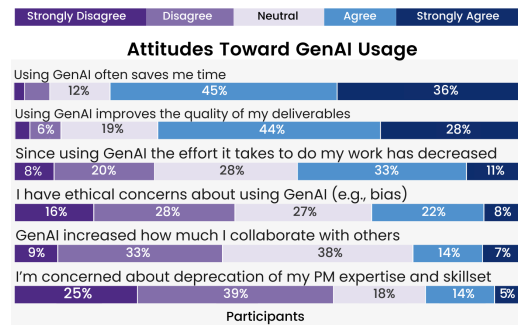 Strongly Disagree Disagree Neutral Agree Strongly Agree
Attitudes Toward GenAI Usage
Using GenAI often saves me time
12% 45% 36%
Using GenAI improves the quality of my deliverables
6% 19% 44% 28%
Since using GenAI the effort it takes to do my work has decreased
8% 20% 28% 33% 11%
I have ethical concerns about using GenAI (e.g., bias)
16% 28% 27% 22% 8%
GenAI increased how much I collaborate with others
9% 33% 38% 14% 7%
I'm concerned about deprecation of my PM expertise and skillset
25% 39% 18% 14% 5%
Participants